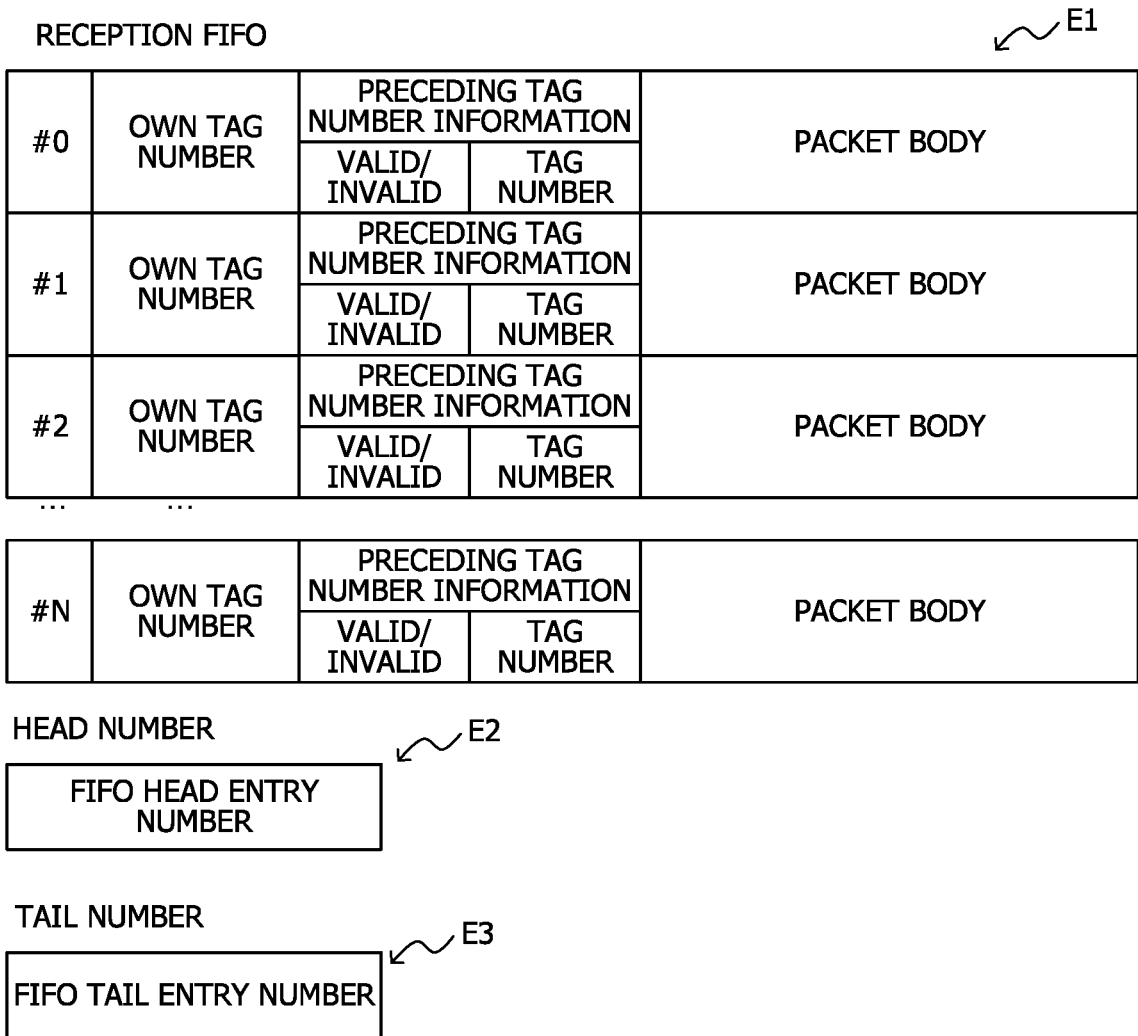 RECEPTION FIFO
E1
#0
OWN TAG
NUMBER
PRECEDING TAG
NUMBER INFORMATION
VALID/
INVALID
TAG
NUMBER
PACKET BODY
#1
OWN TAG
NUMBER
PRECEDING TAG
NUMBER INFORMATION
VALID/
INVALID
TAG
NUMBER
PACKET BODY
#2
OWN TAG
NUMBER
PRECEDING TAG
NUMBER INFORMATION
VALID/
INVALID
TAG
NUMBER
PACKET BODY
... ...
#N
OWN TAG
NUMBER
PRECEDING TAG
NUMBER INFORMATION
VALID/
INVALID
TAG
NUMBER
PACKET BODY
HEAD NUMBER
E2
FIFO HEAD ENTRY
NUMBER
TAIL NUMBER
E3
FIFO TAIL ENTRY NUMBER